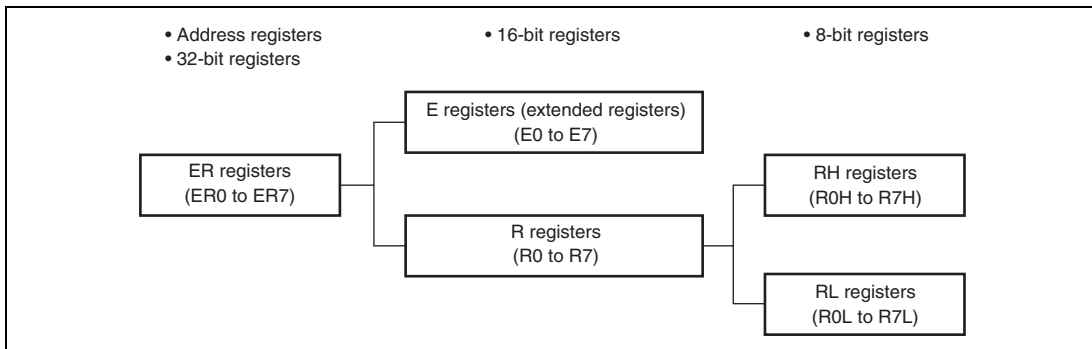 • Address registers
• 32-bit registers
• 16-bit registers
• 8-bit registers
E registers (extended registers)
(E0 to E7)
ER registers
(ER0 to ER7)
RH registers
(R0H to R7H)
R registers
(R0 to R7)
RL registers
(R0L to R7L)